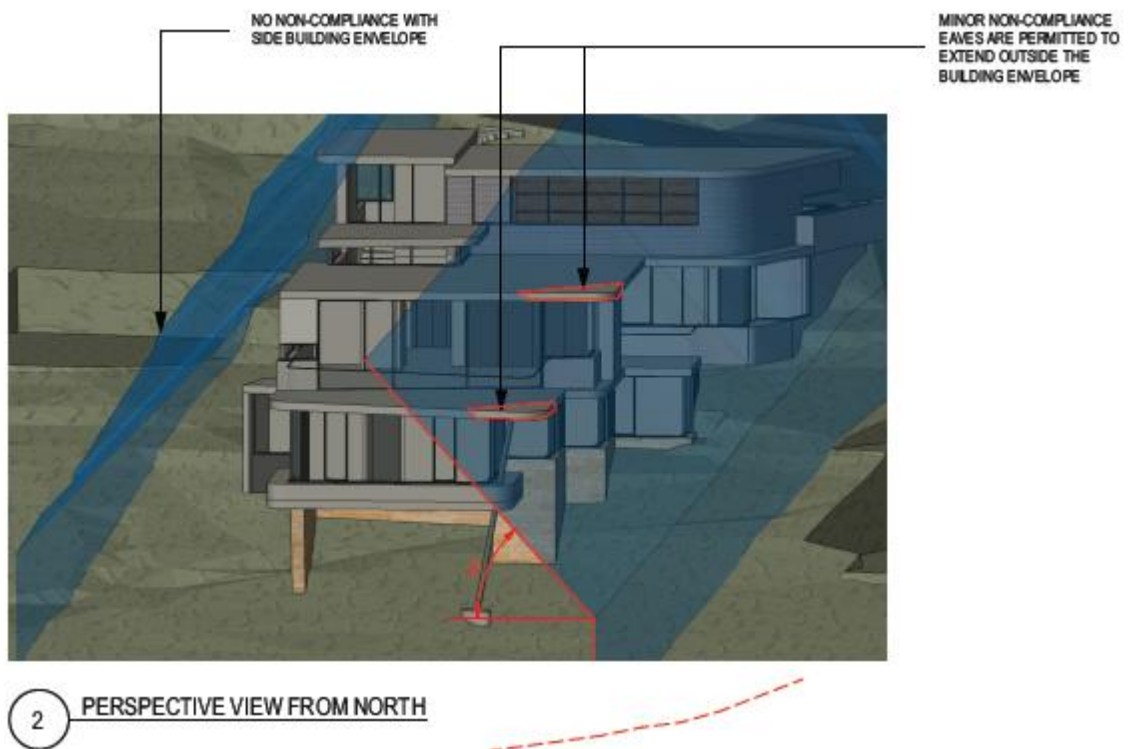 NO NON-COMPLIANCE WITH
SIDE BUILDING ENVELOPE
MINOR NON-COMPLIANCE
EAVES ARE PERMITTED TO
EXTEND OUTSIDE THE
BUILDING ENVELOPE
2
PERSPECTIVE VIEW FROM NORTH